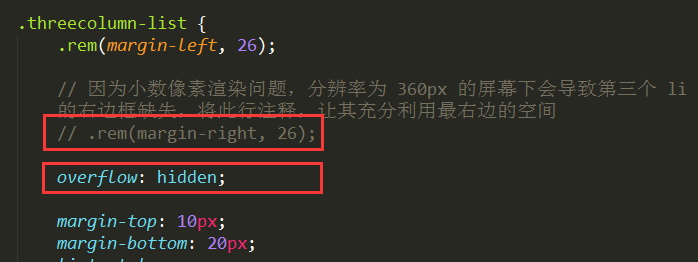 .threecolumn-list {
.rem(margin-left, 26);
// 因为小数像素渲染问题，分辨率为 360px 的屏幕下会导致第三个 li
的右边框缺失，将此行注释，让其充分利用最右边的空间
// .rem(margin-right, 26);
overflow: hidden;
margin-top: 10px;
margin-bottom: 20px;